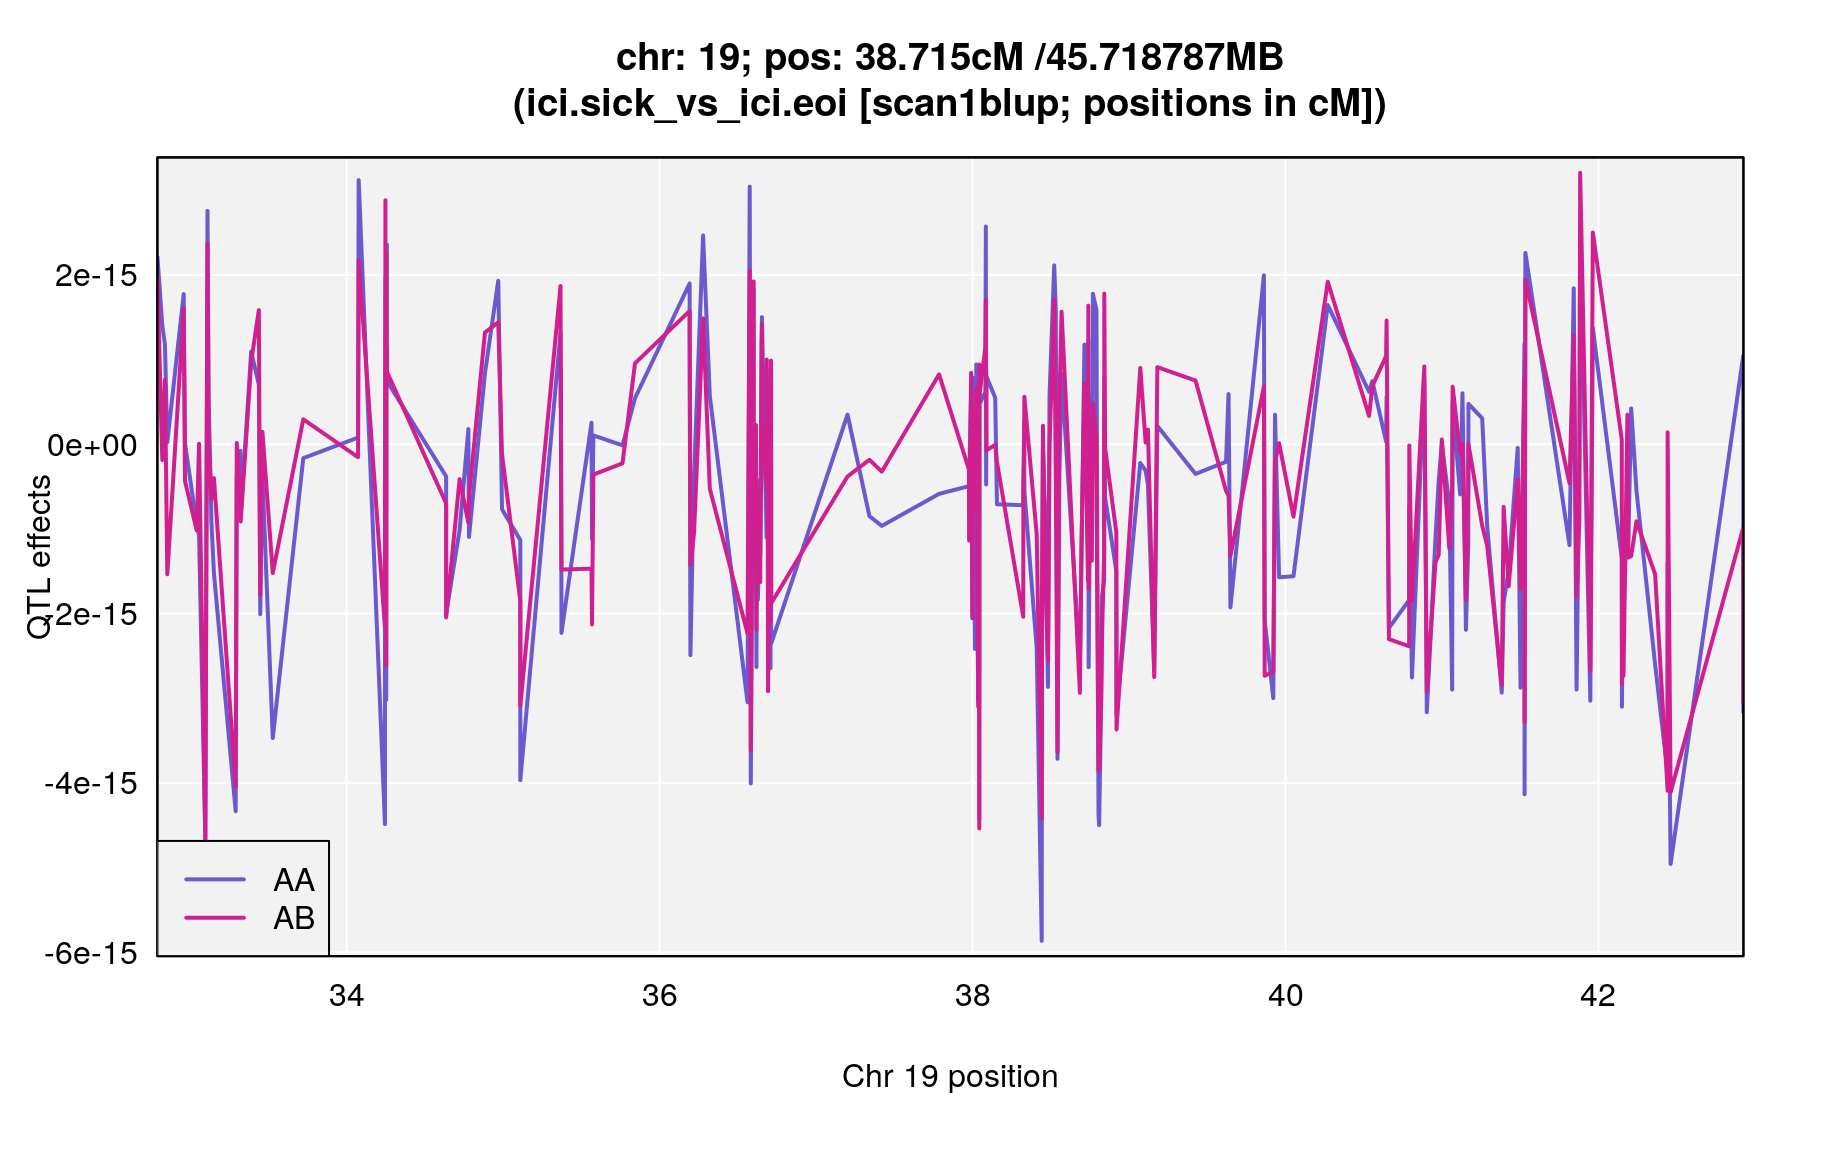 chr: 19; pos: 38.715cM /45.718787MB
(ici.sick_vs_ici.eoi [scan1blup; positions in cM])
QTL effects
2e-15
0e+00
-2e-15
-4e-15
-6e-15
AA
AB
34 36 38 40 42
Chr 19 position